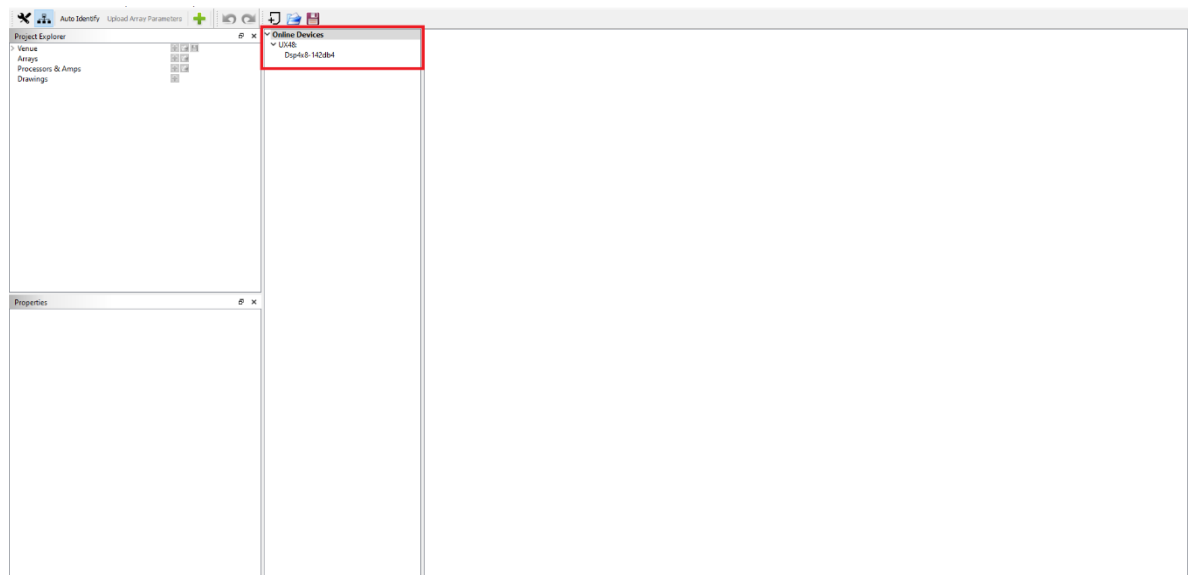 Auto Identify Upload Array Parameters
Project Explorer
Venue
Arrays
Processors & Amps
Drawings
Properties
Online Devices
UX48:
Dsp4x8-142db4